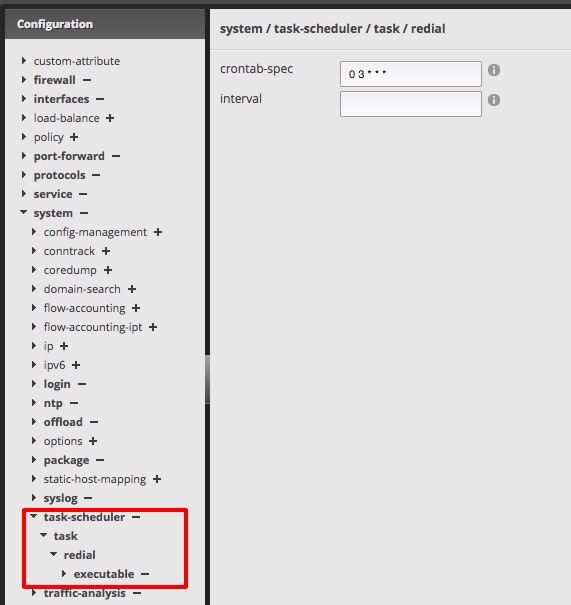 Configuration
custom-attribute
firewall −
interfaces −
load-balance +
policy +
port-forward −
protocols −
service −
system −
config-management +
conntrack +
coredump +
domain-search +
flow-accounting +
flow-accounting-ipt +
ip +
ipv6 +
login −
ntp −
offload −
options +
package −
static-host-mapping +
syslog −
task-scheduler −
task
redial
executable −
traffic-analysis −
system / task-scheduler / task / redial
crontab-spec 0 3 * * * i
interval i